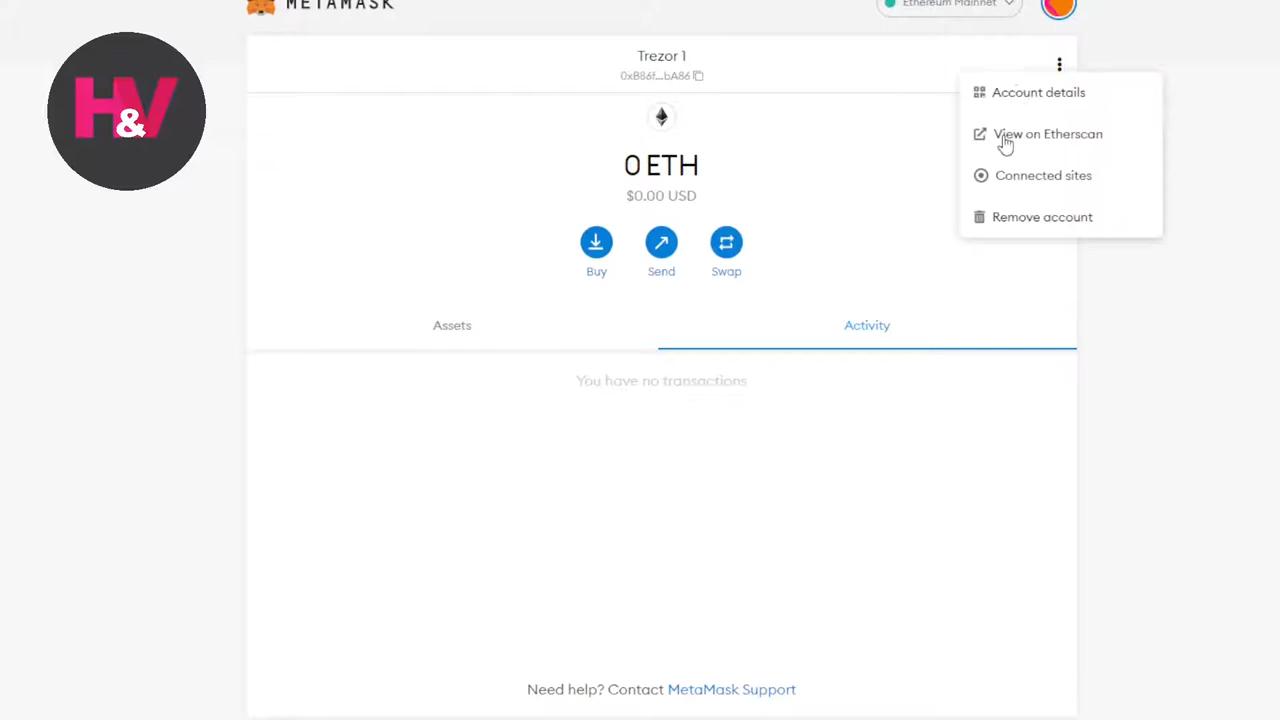 METAMASK
Ethereum Mainnet
H&V
Trezor 1
0xB86f...bA86
Account details
View on Etherscan
Connected sites
Remove account
0 ETH
$0.00 USD
Buy
Send
Swap
Assets
Activity
You have no transactions
Need help? Contact MetaMask Support